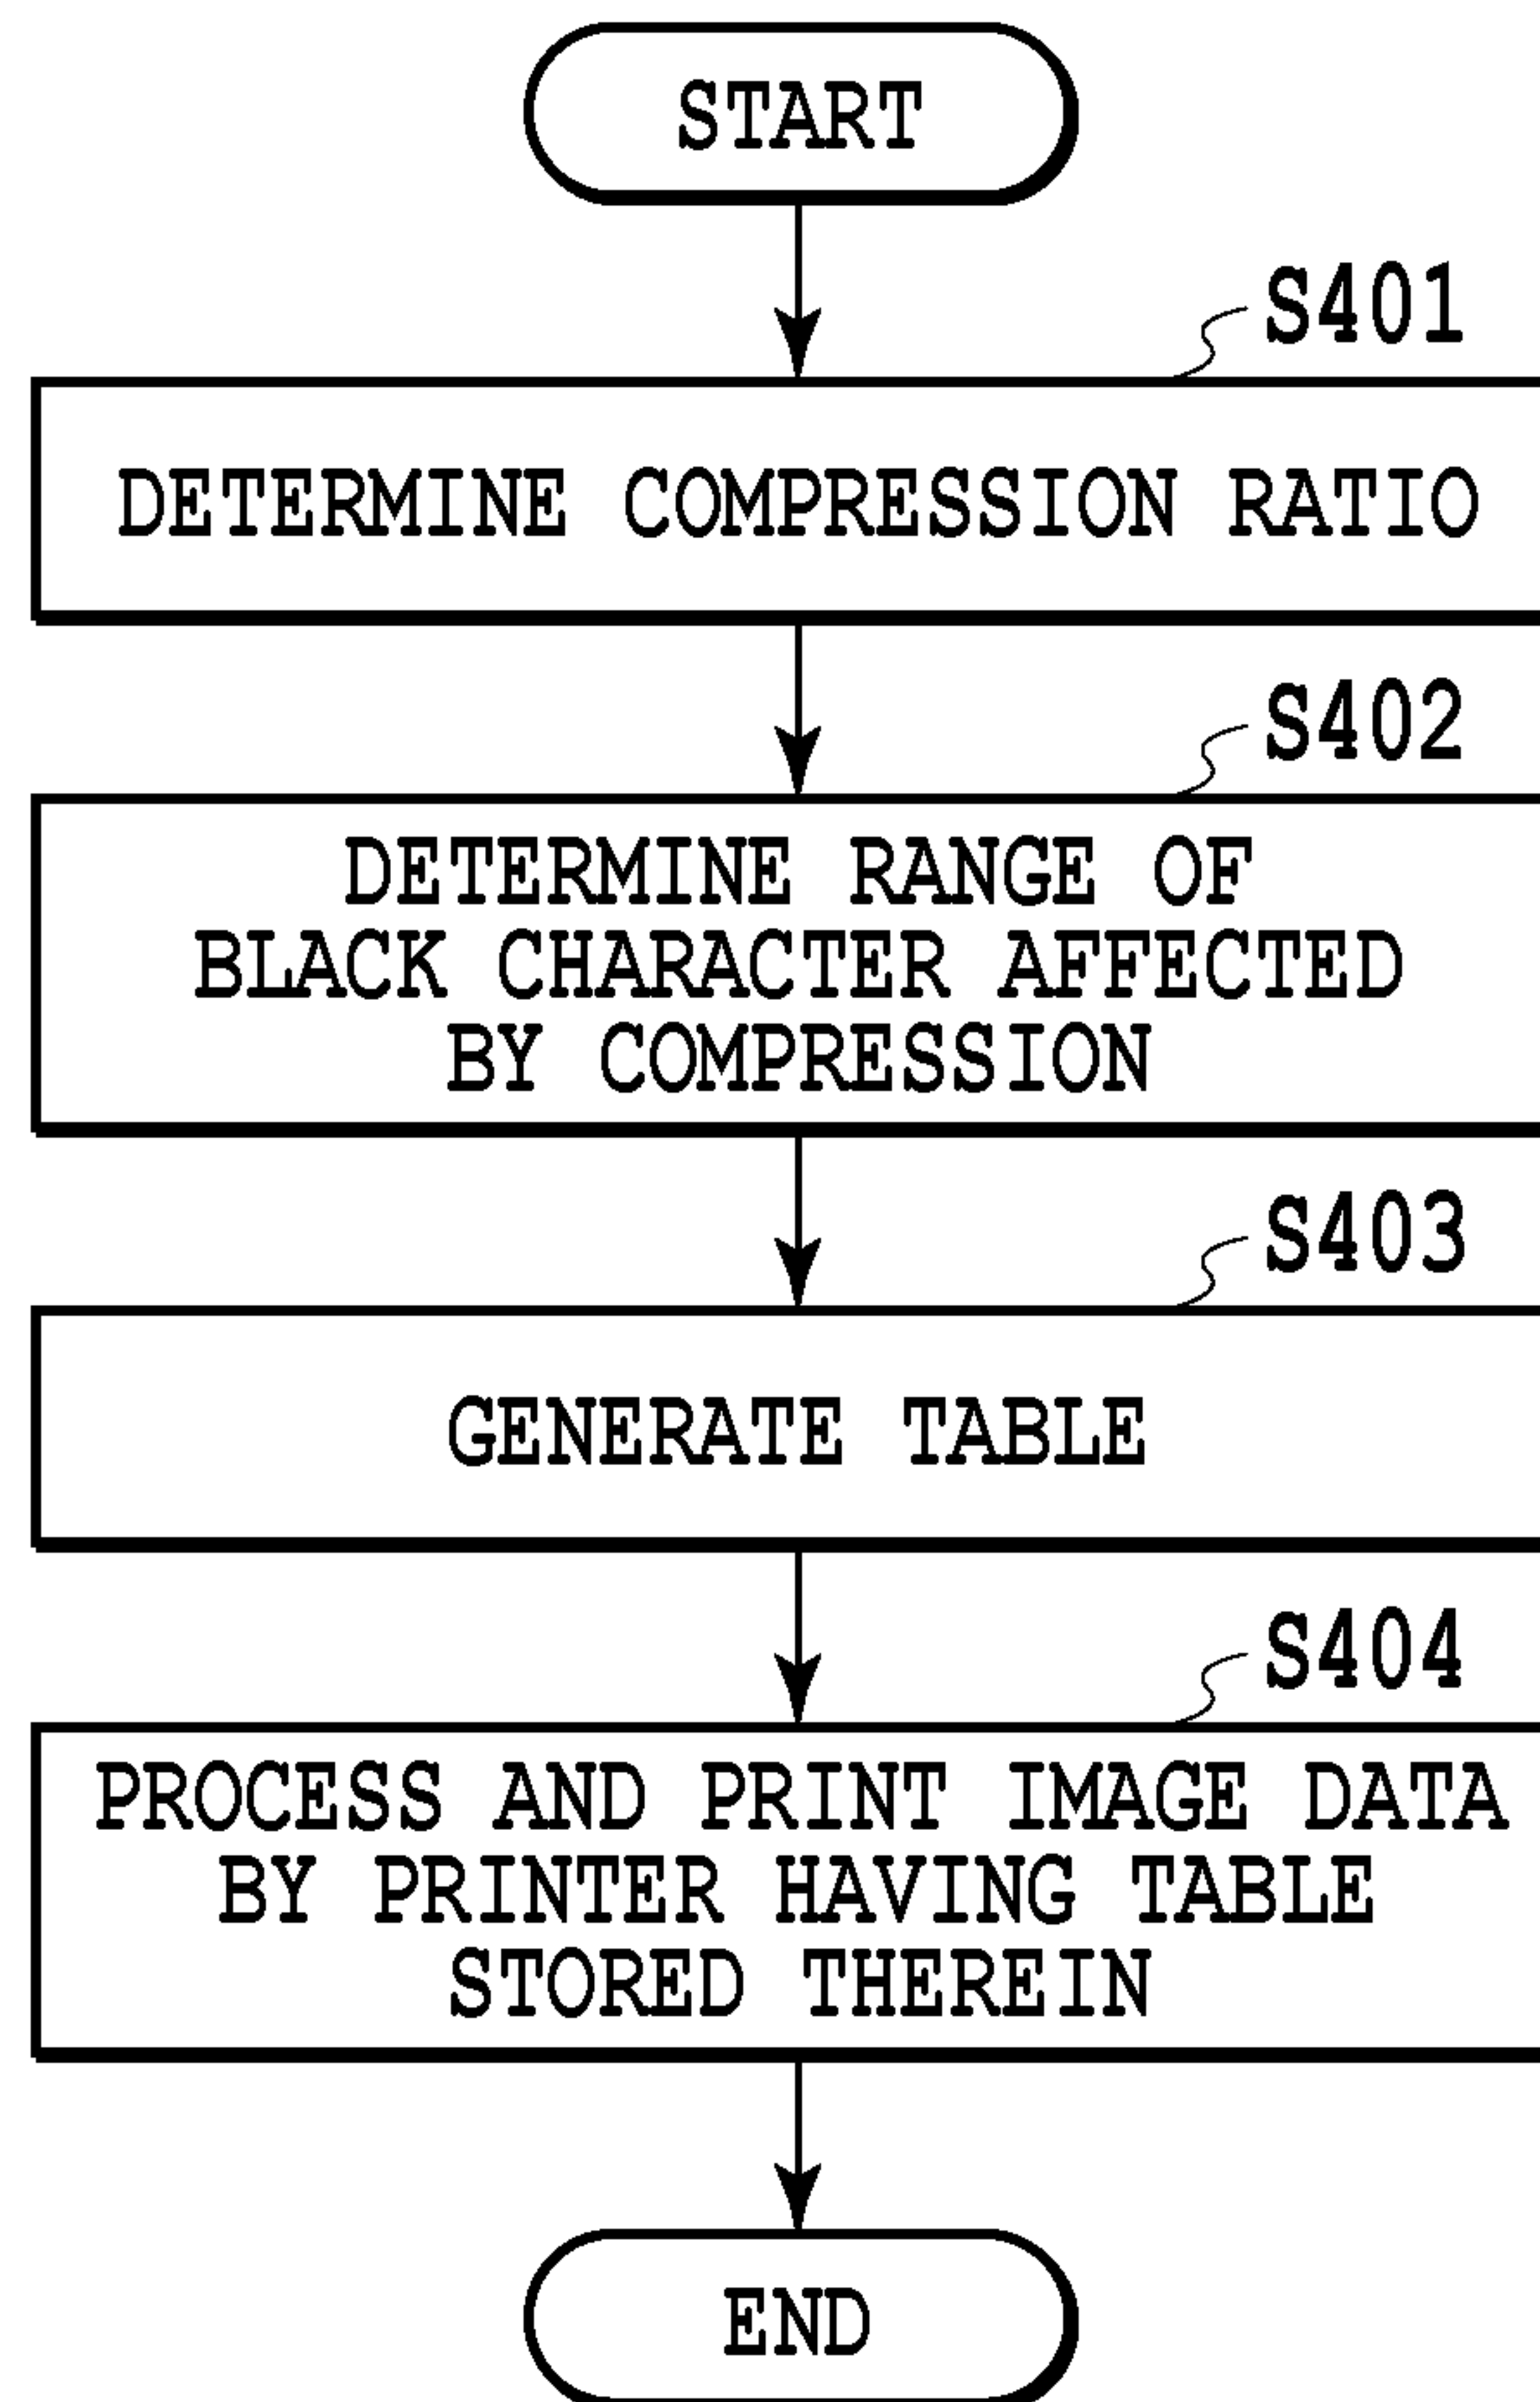 START
S401
DETERMINE COMPRESSION RATIO
S402
DETERMINE RANGE OF
BLACK CHARACTER AFFECTED
BY COMPRESSION
S403
GENERATE TABLE
S404
PROCESS AND PRINT IMAGE DATA
BY PRINTER HAVING TABLE
STORED THEREIN
END